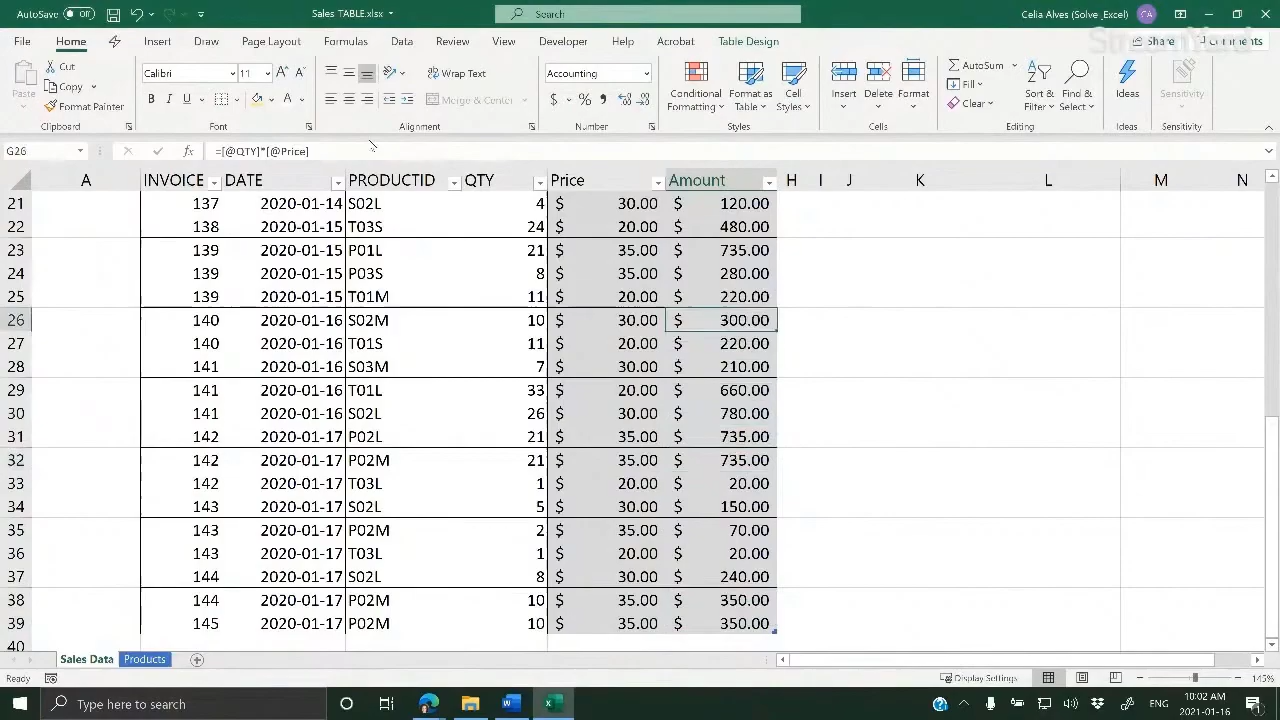 AutoSave Off
Sales TABLE.xlsx
Search
Celia Alves (Solve_Excel) CA
File Home Insert Draw Page Layout Formulas Data Review View Developer Help Acrobat Table Design
Share Comments
StreamYard
Paste Cut Copy Format Painter
Clipboard
Calibri 11
B I U
Font
Wrap Text
Merge & Center
Alignment
Accounting
$ % ,
Number
Conditional Formatting
Format as Table
Cell Styles
Styles
Insert Delete Format
Cells
AutoSum
Fill
Clear
Sort & Filter
Find & Select
Editing
Ideas
Ideas
Sensitivity
Sensitivity
G26 fx =[@QTY]*[@Price]
A INVOICE DATE PRODUCTID QTY Price Amount H I J K L M N
21 137 2020-01-14 S02L 4 $ 30.00 $ 120.00
22 138 2020-01-15 T03S 24 $ 20.00 $ 480.00
23 139 2020-01-15 P01L 21 $ 35.00 $ 735.00
24 139 2020-01-15 P03S 8 $ 35.00 $ 280.00
25 139 2020-01-15 T01M 11 $ 20.00 $ 220.00
26 140 2020-01-16 S02M 10 $ 30.00 $ 300.00
27 140 2020-01-16 T01S 11 $ 20.00 $ 220.00
28 141 2020-01-16 S03M 7 $ 30.00 $ 210.00
29 141 2020-01-16 T01L 33 $ 20.00 $ 660.00
30 141 2020-01-16 S02L 26 $ 30.00 $ 780.00
31 142 2020-01-17 P02L 21 $ 35.00 $ 735.00
32 142 2020-01-17 P02M 21 $ 35.00 $ 735.00
33 142 2020-01-17 T03L 1 $ 20.00 $ 20.00
34 143 2020-01-17 S02L 5 $ 30.00 $ 150.00
35 143 2020-01-17 P02M 2 $ 35.00 $ 70.00
36 143 2020-01-17 T03L 1 $ 20.00 $ 20.00
37 144 2020-01-17 S02L 8 $ 30.00 $ 240.00
38 144 2020-01-17 P02M 10 $ 35.00 $ 350.00
39 145 2020-01-17 P02M 10 $ 35.00 $ 350.00
40
Sales Data Products
Ready
Display Settings
145%
Type here to search
ENG
10:02 AM
2021-01-16